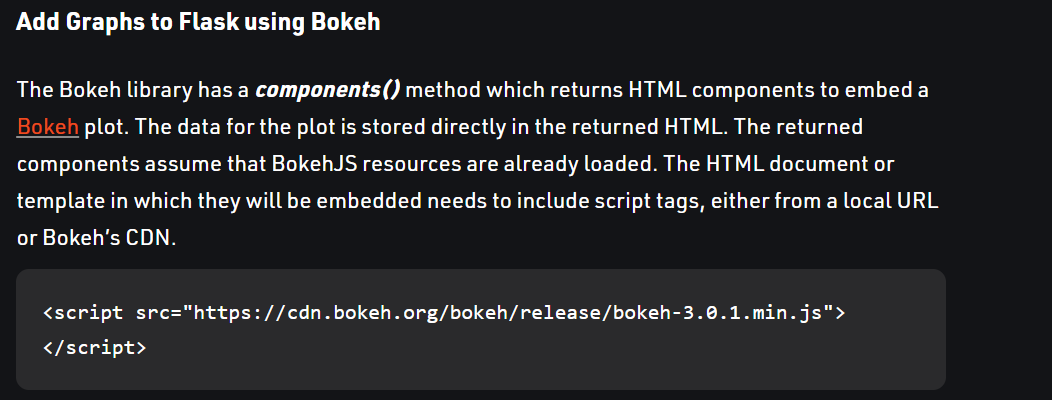 Add Graphs to Flask using Bokeh
The Bokeh library has a components() method which returns HTML components to embed a
Bokeh plot. The data for the plot is stored directly in the returned HTML. The returned
components assume that BokehJS resources are already loaded. The HTML document or
template in which they will be embedded needs to include script tags, either from a local URL
or Bokeh’s CDN.
<script src="https://cdn.bokeh.org/bokeh/release/bokeh-3.0.1.min.js">
</script>